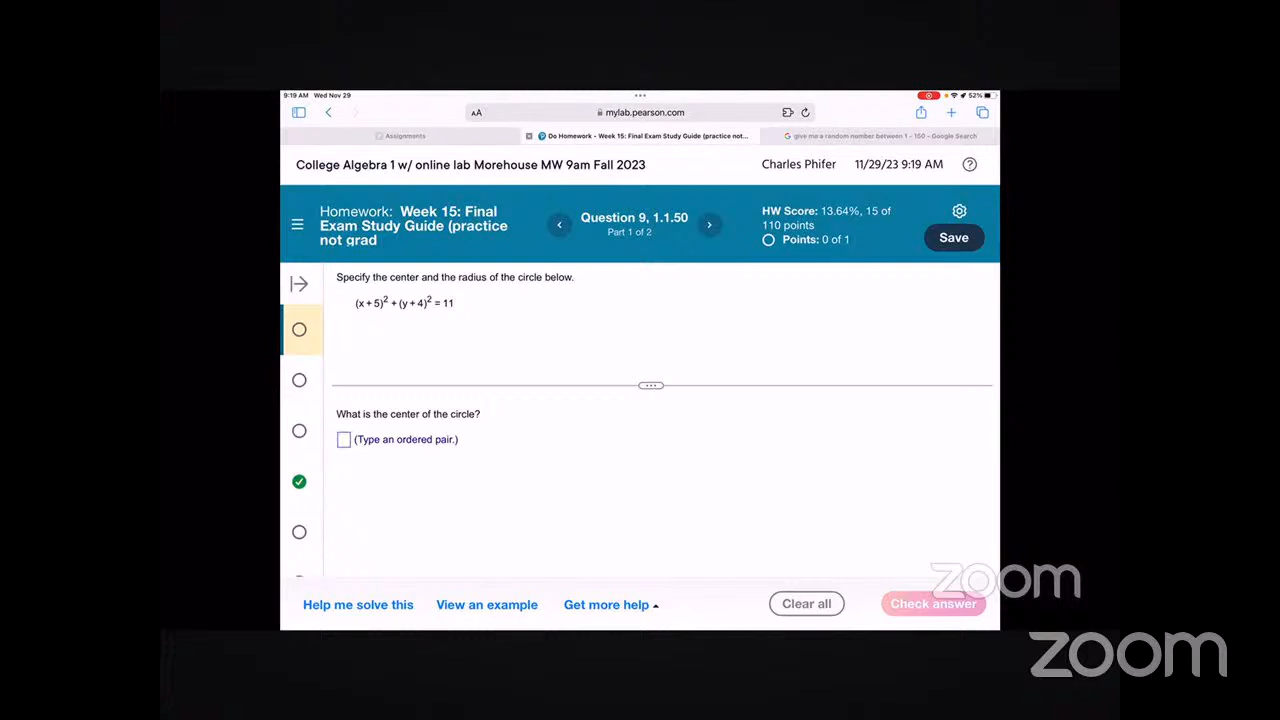 9:19 AM Wed Nov 29
52%
AA
mylab.pearson.com
Assignments
Do Homework - Week 15: Final Exam Study Guide (practice not...
give me a random number between 1 - 150 - Google Search
College Algebra 1 w/ online lab Morehouse MW 9am Fall 2023
Charles Phifer
11/29/23 9:19 AM
Homework: Week 15: Final
Exam Study Guide (practice
not grad
Question 9, 1.1.50
Part 1 of 2
HW Score: 13.64%, 15 of
110 points
Points: 0 of 1
Save
Specify the center and the radius of the circle below.
(x + 5)² + (y + 4)² = 11
What is the center of the circle?
(Type an ordered pair.)
Help me solve this
View an example
Get more help
Clear all
Check answer
zoom
zoom